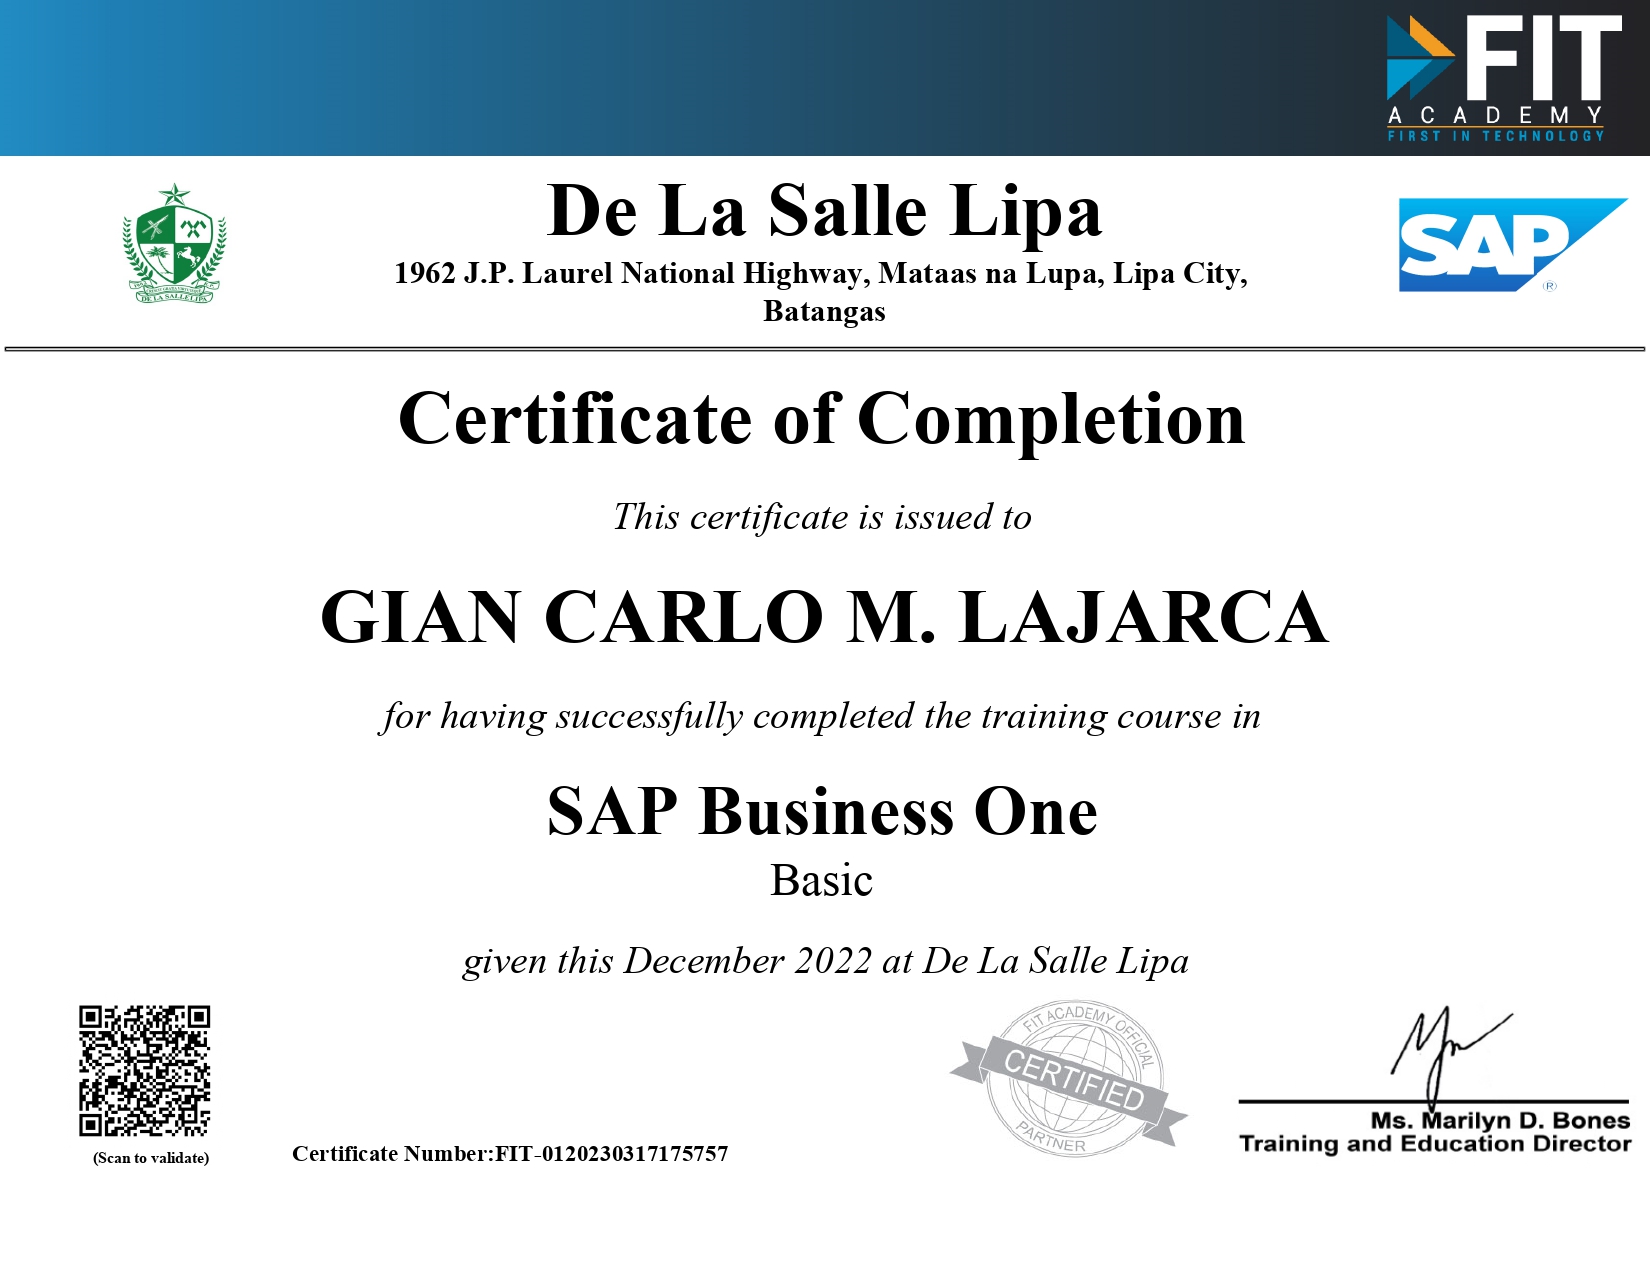 FIT
ACADEMY
FIRST IN TECHNOLOGY
De La Salle Lipa
1962 J.P. Laurel National Highway, Mataas na Lupa, Lipa City,
Batangas
SAP
®
DE LA SALLE LIPA
Certificate of Completion
This certificate is issued to
GIAN CARLO M. LAJARCA
for having successfully completed the training course in
SAP Business One
Basic
given this December 2022 at De La Salle Lipa
(Scan to validate)
Certificate Number:FIT-0120230317175757
FIT ACADEMY OFFICIAL
CERTIFIED
PARTNER
Ms. Marilyn D. Bones
Training and Education Director